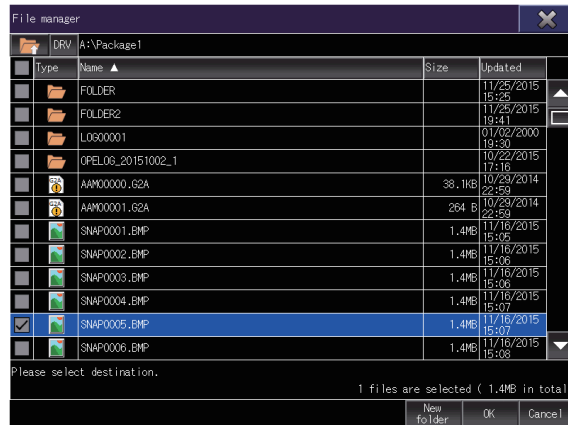 File manager
DRV A:\Package1
Type Name ▲ Size Updated
FOLDER 11/25/2015 15:25
FOLDER2 11/25/2015 19:41
LOG00001 01/02/2000 19:30
OPELOG_20151002_1 10/22/2015 17:16
G2A AAM00000.G2A 38.1KB 10/29/2014 22:59
G2A AAM00001.G2A 264 B 10/29/2014 22:59
SNAP0001.BMP 1.4MB 11/16/2015 15:05
SNAP0002.BMP 1.4MB 11/16/2015 15:06
SNAP0003.BMP 1.4MB 11/16/2015 15:06
SNAP0004.BMP 1.4MB 11/16/2015 15:07
SNAP0005.BMP 1.4MB 11/16/2015 15:07
SNAP0006.BMP 1.4MB 11/16/2015 15:08
Please select destination.
1 files are selected ( 1.4MB in total
New folder OK Cancel